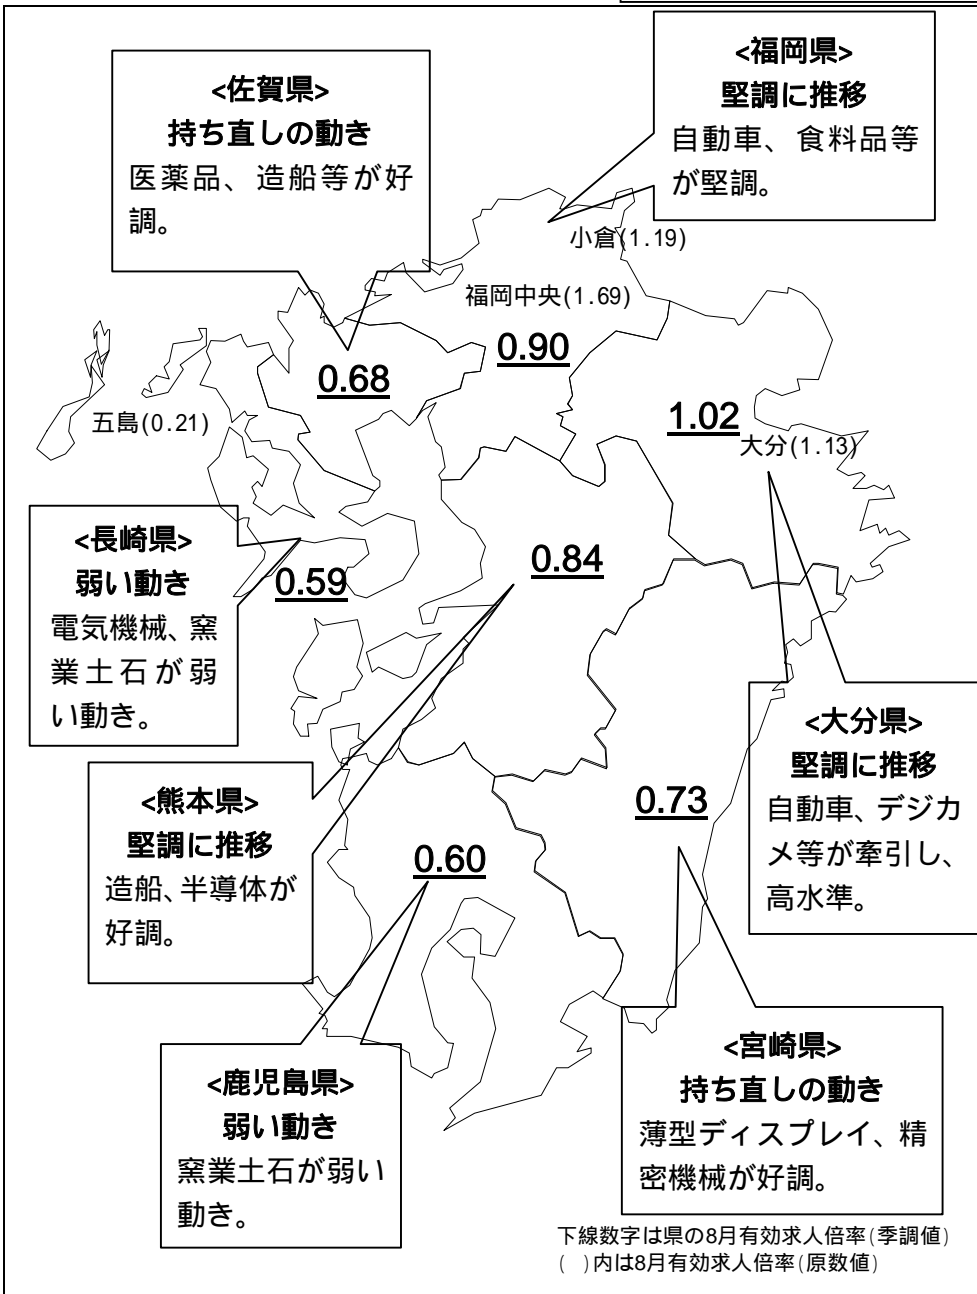 <福岡県>
堅調に推移
自動車、食料品等
が堅調。
<佐賀県>
持ち直しの動き
医薬品、造船等が好
調。
小倉(1.19)
福岡中央(1.69)
0.90
0.68
1.02
五島(0.21)
大分(1.13)
<長崎県>
弱い動き
電気機械、窯
業土石が弱
い動き。
0.59
0.84
<大分県>
堅調に推移
自動車、デジカ
メ等が牽引し、
高水準。
<熊本県>
堅調に推移
造船、半導体が
好調。
0.73
0.60
<鹿児島県>
弱い動き
窯業土石が弱い
動き。
<宮崎県>
持ち直しの動き
薄型ディスプレイ、精
密機械が好調。
下線数字は県の8月有効求人倍率(季調値)
(　)内は8月有効求人倍率(原数値)